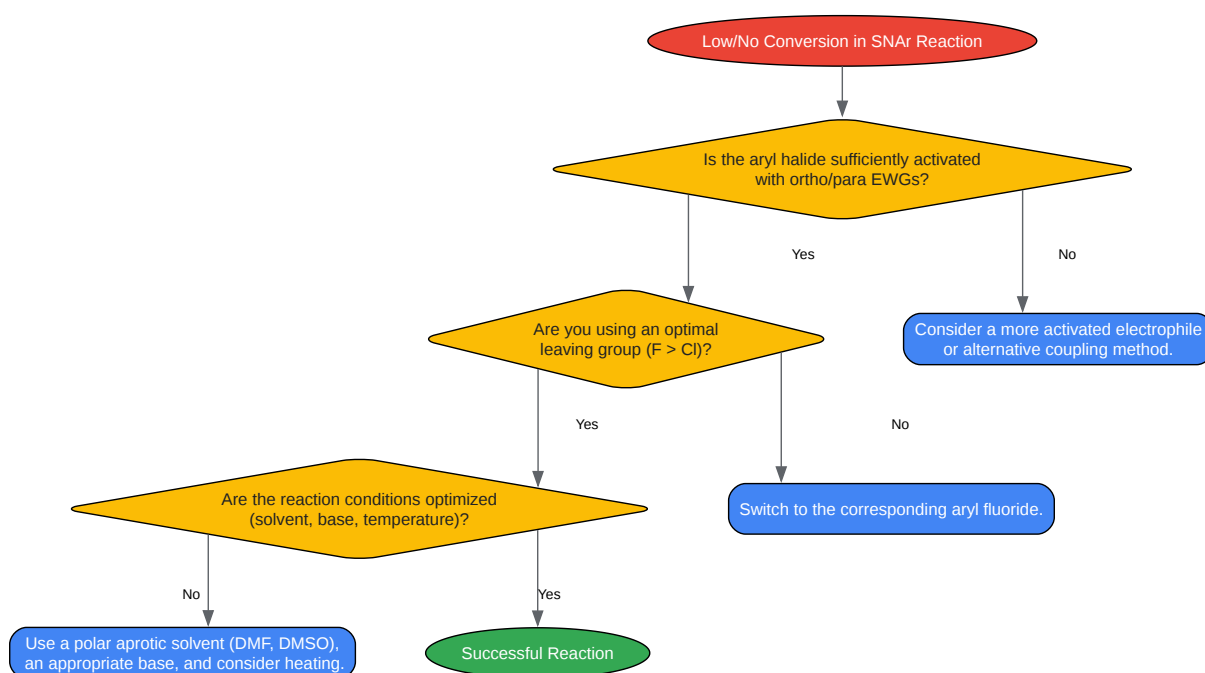 Low/No Conversion in SNAr Reaction
Is the aryl halide sufficiently activated
with ortho/para EWGs?
Yes
No
Are you using an optimal
leaving group (F > Cl)?
Consider a more activated electrophile
or alternative coupling method.
Yes
No
Are the reaction conditions optimized
(solvent, base, temperature)?
Switch to the corresponding aryl fluoride.
No
Yes
Use a polar aprotic solvent (DMF, DMSO),
an appropriate base, and consider heating.
Successful Reaction